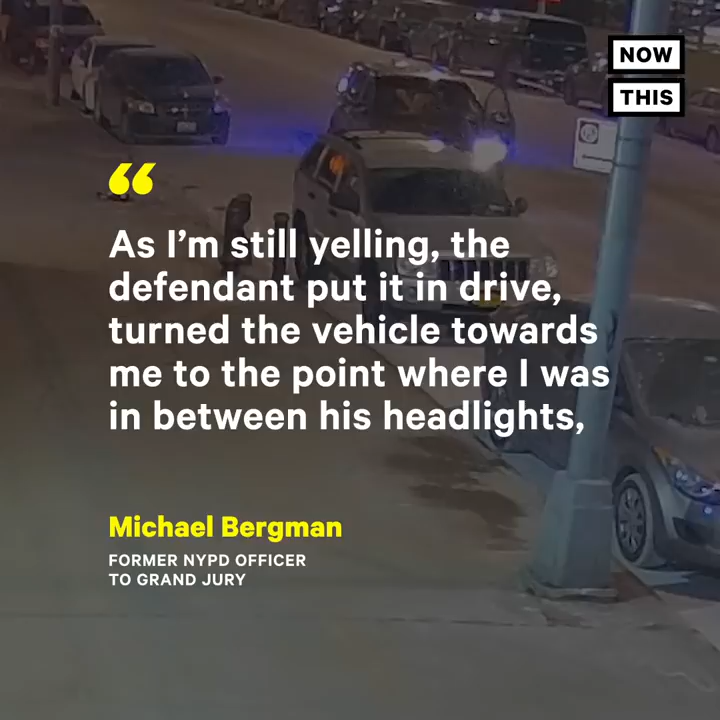 NOW
THIS
“
As I’m still yelling, the
defendant put it in drive,
turned the vehicle towards
me to the point where I was
in between his headlights,
Michael Bergman
FORMER NYPD OFFICER
TO GRAND JURY